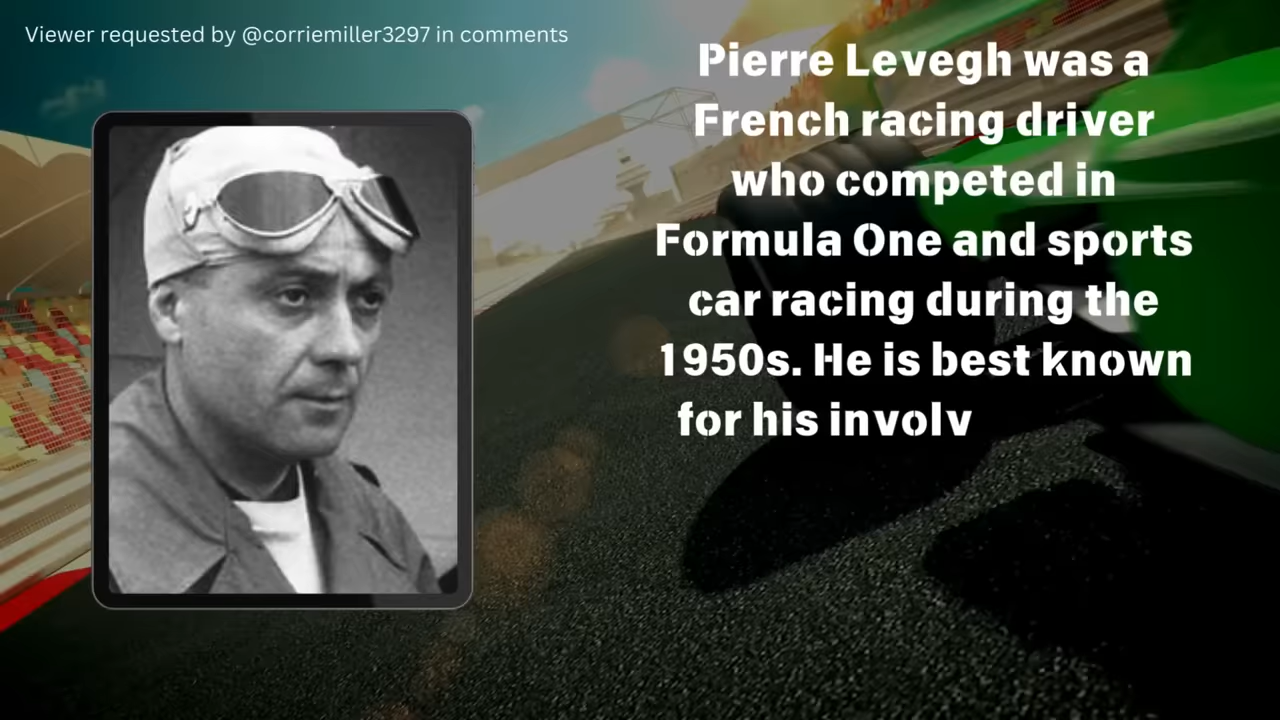 Viewer requested by @corriemiller3297 in comments
Pierre Levegh was a
French racing driver
who competed in
Formula One and sports
car racing during the
1950s. He is best known
for his involv